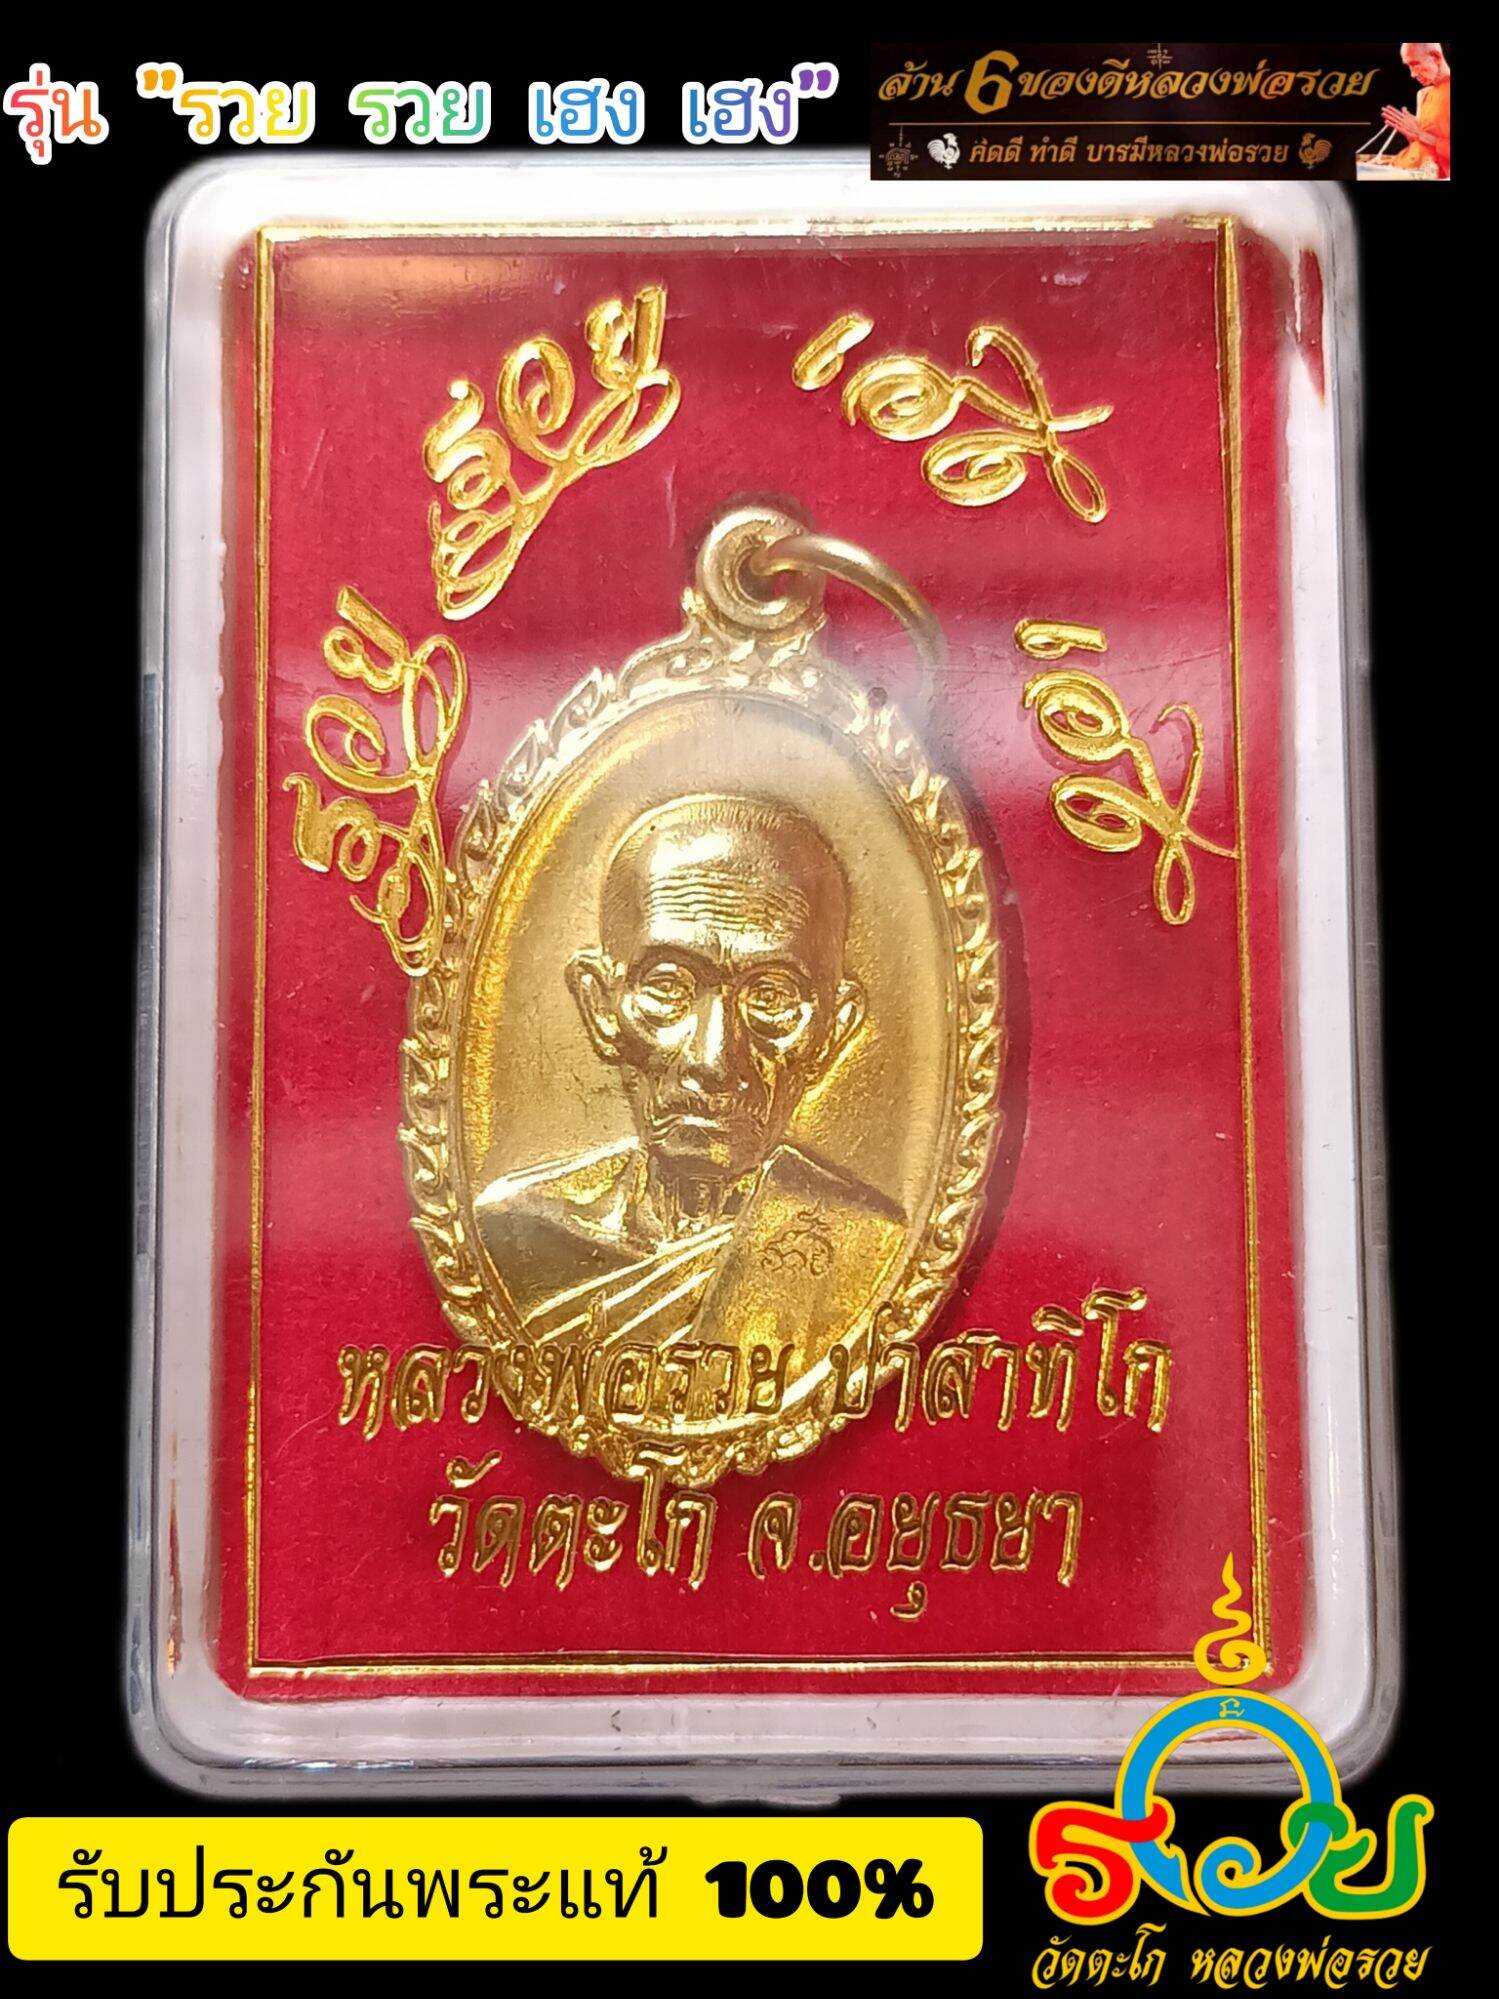 รุ่น "รวย รวย เฮง เฮง"
ล้าน 6 ของดีหลวงพ่อรวย
คิดดี ทำดี บารมีหลวงพ่อรวย
รวย รวย เฮง เฮง
รวย
หลวงพ่อรวย ปาสาทิโก
วัดตะโก จ.อยุธยา
รับประกันพระแท้ 100%
รวย
วัดตะโก หลวงพ่อรวย